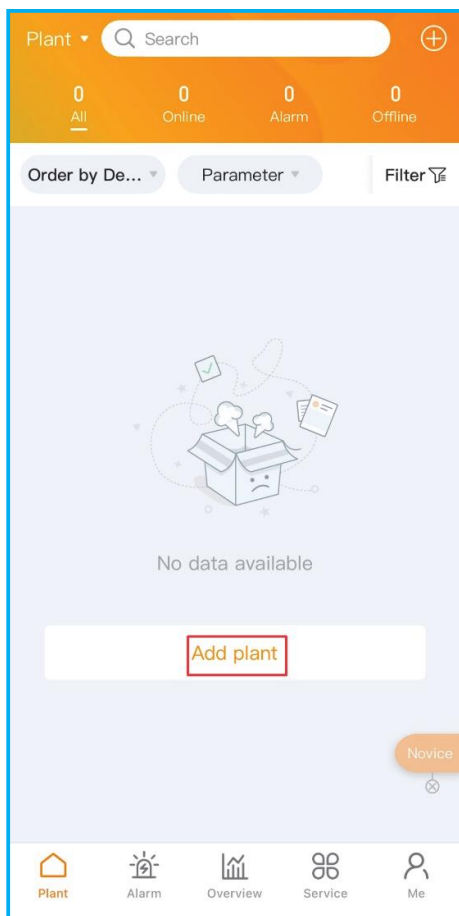 Plant Search
0 0 0 0
All Online Alarm Offline
Order by De... Parameter Filter
No data available
Add plant
Novice
Plant Alarm Overview Service Me